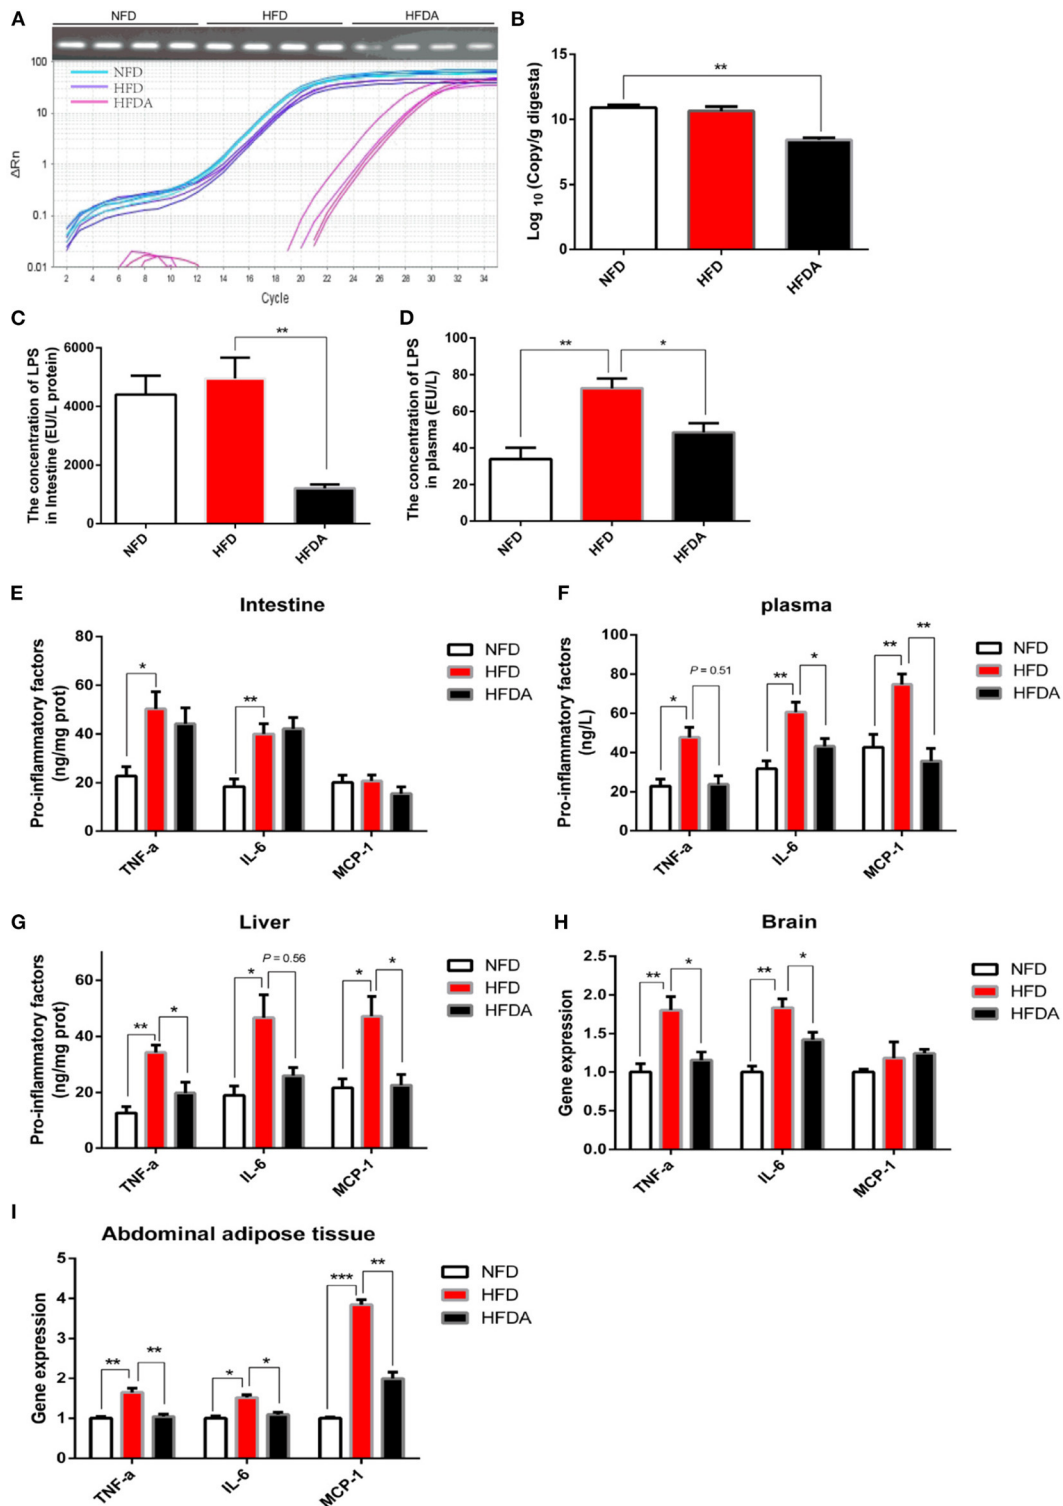 A
NFD HFD HFDA
NFD
HFD
HFDA
100
10
1
0.1
0.01
ΔRn
2 4 6 8 10 12 14 16 18 20 22 24 26 28 30 32 34
Cycle
B
**
Log 10 (Copy/g digesta)
15
10
5
0
NFD HFD HFDA
C
**
The concentration of LPS
in Intestine (EU/L protein)
6000
4000
2000
0
NFD HFD HFDA
D
** *
The concentration of LPS
in plasma (EU/L)
100
80
60
40
20
0
NFD HFD HFDA
E
Intestine
Pro-inflammatory factors
(ng/mg prot)
80
60
40
20
0
* **
TNF-a IL-6 MCP-1
NFD
HFD
HFDA
F
plasma
Pro-inflammatory factors
(ng/L)
100
80
60
40
20
0
* P = 0.51 ** * ** **
TNF-a IL-6 MCP-1
NFD
HFD
HFDA
G
Liver
Pro-inflammatory factors
(ng/mg prot)
60
40
20
0
** * * P = 0.56 * *
TNF-a IL-6 MCP-1
NFD
HFD
HFDA
H
Brain
Gene expression
2.5
2.0
1.5
1.0
0.5
0.0
** * ** *
TNF-a IL-6 MCP-1
NFD
HFD
HFDA
I
Abdominal adipose tissue
Gene expression
5
4
3
2
1
0
** ** * * *** **
TNF-a IL-6 MCP-1
NFD
HFD
HFDA